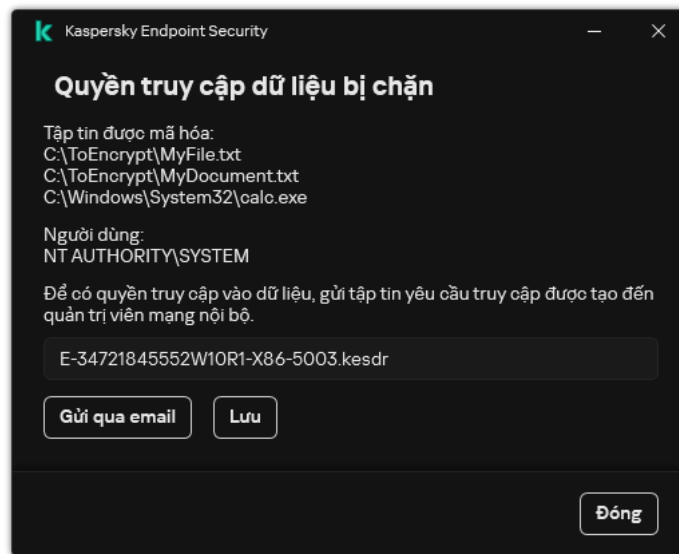 Kaspersky Endpoint Security
Quyền truy cập dữ liệu bị chặn
Tập tin được mã hóa:
C:\ToEncrypt\MyFile.txt
C:\ToEncrypt\MyDocument.txt
C:\Windows\System32\calc.exe
Người dùng:
NT AUTHORITY\SYSTEM
Để có quyền truy cập vào dữ liệu, gửi tập tin yêu cầu truy cập được tạo đến
quản trị viên mạng nội bộ.
E-34721845552W10R1-X86-5003.kesdr
Gửi qua email Lưu
Đóng